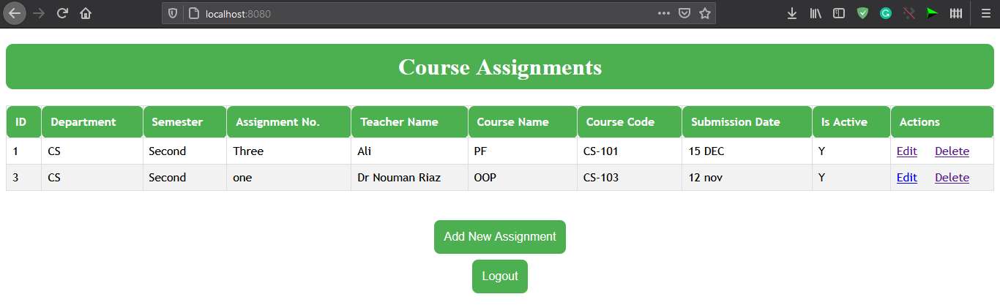 localhost:8080
Course Assignments
ID Department Semester Assignment No. Teacher Name Course Name Course Code Submission Date Is Active Actions
1 CS Second Three Ali PF CS-101 15 DEC Y Edit Delete
3 CS Second one Dr Nouman Riaz OOP CS-103 12 nov Y Edit Delete
Add New Assignment
Logout